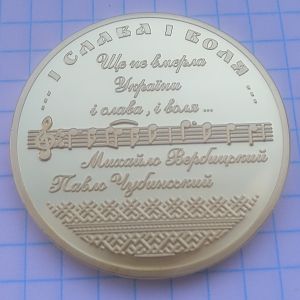 ... І СЛАВА І ВОЛЯ ...
Ще не вмерла
України
і слава, і воля ...
Михайло Вербицький
Павло Чубинський